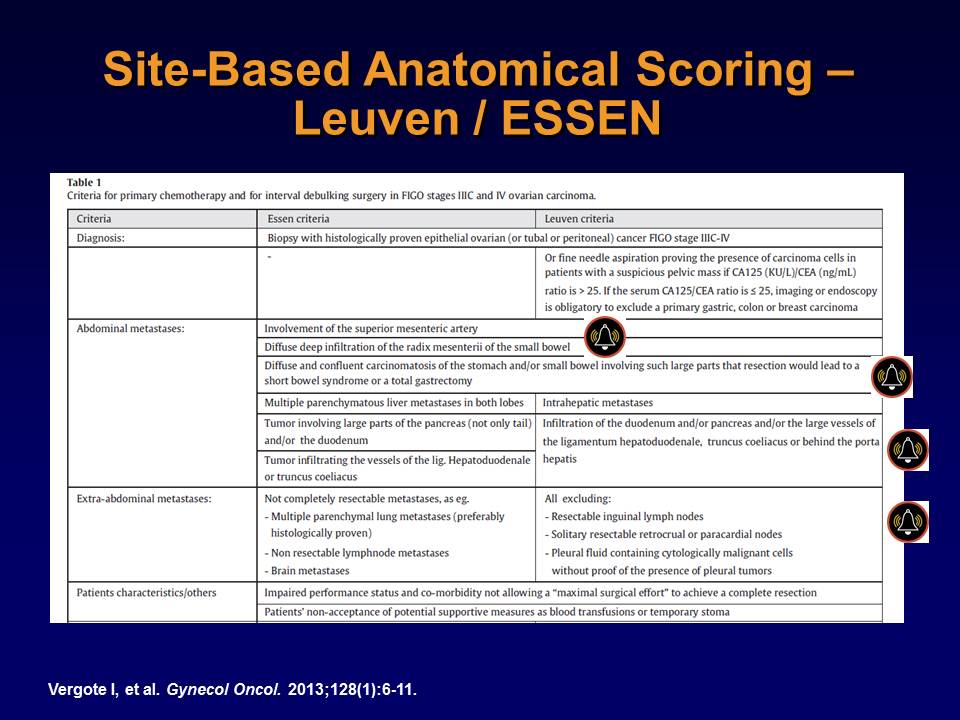 Site-Based Anatomical Scoring –
Leuven / ESSEN
Table 1
Criteria for primary chemotherapy and for interval debulking surgery in FIGO stages IIIC and IV ovarian carcinoma.
Criteria Essen criteria Leuven criteria
Diagnosis: Biopsy with histologically proven epithelial ovarian (or tubal or peritoneal) cancer FIGO stage IIIC-IV
-
Or fine needle aspiration proving the presence of carcinoma cells in
patients with a suspicious pelvic mass if CA125 (KU/L)/CEA (ng/mL)
ratio is > 25. If the serum CA125/CEA ratio is ≤ 25, imaging or endoscopy
is obligatory to exclude a primary gastric, colon or breast carcinoma
Abdominal metastases: Involvement of the superior mesenteric artery
Diffuse deep infiltration of the radix mesenterii of the small bowel
Diffuse and confluent carcinomatosis of the stomach and/or small bowel involving such large parts that resection would lead to a
short bowel syndrome or a total gastrectomy
Multiple parenchymatous liver metastases in both lobes
Intrahepatic metastases
Tumor involving large parts of the pancreas (not only tail)
and/or the duodenum
Tumor infiltrating the vessels of the lig. Hepatoduodenale
or truncus coeliacus
Infiltration of the duodenum and/or pancreas and/or the large vessels of
the ligamentum hepatoduodenale, truncus coeliacus or behind the porta
hepatis
Extra-abdominal metastases:
Not completely resectable metastases, as eg.
- Multiple parenchymal lung metastases (preferably
histologically proven)
- Non resectable lymphnode metastases
- Brain metastases
All excluding:
- Resectable inguinal lymph nodes
- Solitary resectable retrocrural or paracardial nodes
- Pleural fluid containing cytologically malignant cells
without proof of the presence of pleural tumors
Patients characteristics/others Impaired performance status and co-morbidity not allowing a “maximal surgical effort” to achieve a complete resection
Patients' non-acceptance of potential supportive measures as blood transfusions or temporary stoma
Vergote I, et al. Gynecol Oncol. 2013;128(1):6-11.